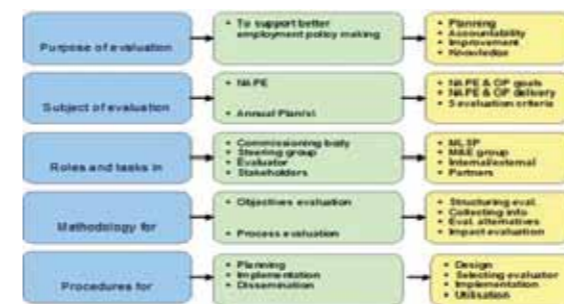 Purpose of evaluation
• To support better
employment policy making
• Planning
• Accountability
• Improvement
• Knowledge
Subject of evaluation
• NAPE
• Annual Plan(s)
• NAPE & OP goals
• NAPE & OP delivery
• 5 evaluation criteria
Roles and tasks in
• Commissioning body
• Steering group
• Evaluator
• Stakeholders
• MLSP
• M&E group
• Internal/external
• Partners
Methodology for
• Objectives evaluation
• Process evaluation
• Structuring eval.
• Collecting info
• Eval. alternatives
• Impact evaluation
Procedures for
• Planning
• Implementation
• Dissemination
• Design
• Selecting evaluator
• Implementation
• Utilisation